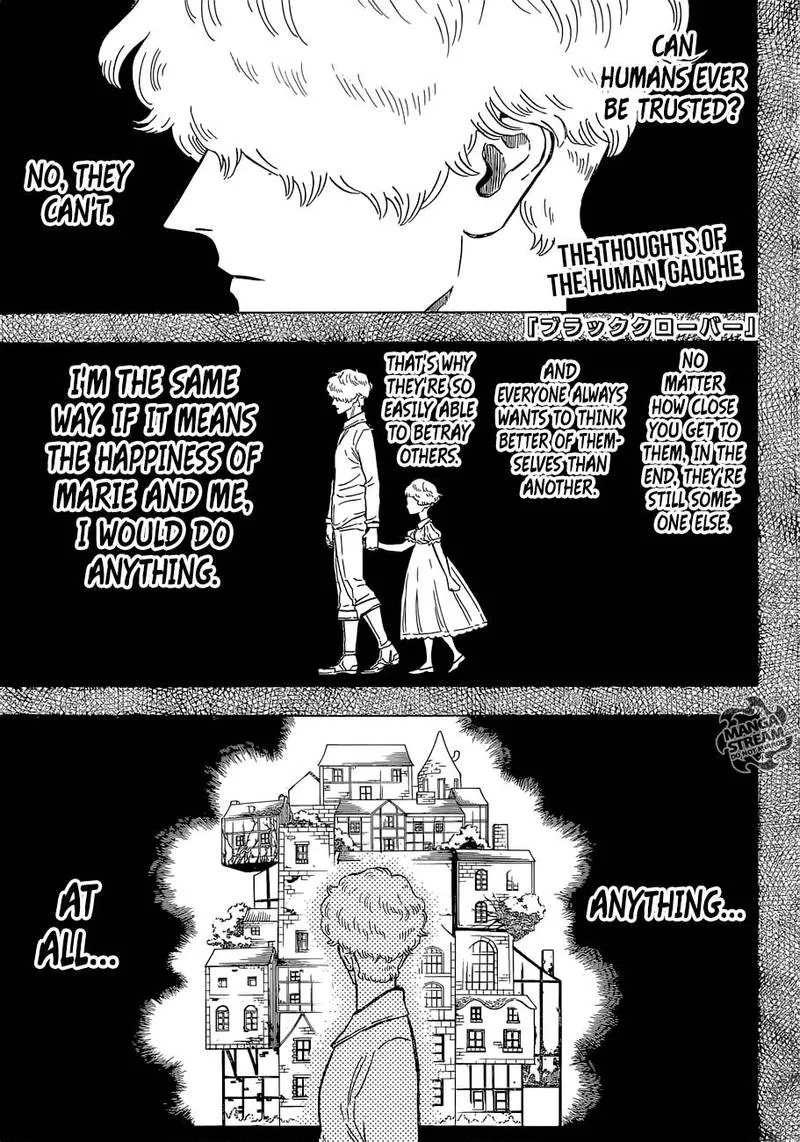 CAN
HUMANS EVER
BE TRUSTED?
NO, THEY
CAN'T.
THE THOUGHTS OF
THE HUMAN, GAUCHE
『ブラッククローバー』
NO
MATTER
HOW CLOSE
YOU GET TO
THEM, IN THE
END, THEY'RE
STILL SOME-
ONE ELSE.
AND
EVERYONE ALWAYS
WANTS TO THINK
BETTER OF THEM-
SELVES THAN
ANOTHER.
THAT'S WHY
THEY'RE SO
EASILY ABLE
TO BETRAY
OTHERS.
I'M THE SAME
WAY. IF IT MEANS
THE HAPPINESS OF
MARIE AND ME,
I WOULD DO
ANYTHING.
MANGA
STREAM
ANYTHING...
AT
ALL...